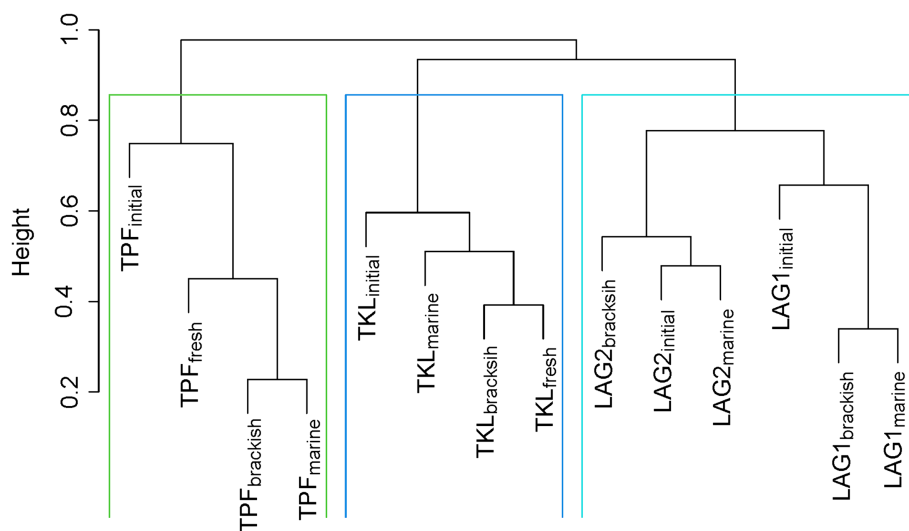 Height
1.0
0.8
0.6
0.4
0.2
TPFinitial
TPFfresh
TPFbrackish
TPFmarine
TKLinitial
TKLmarine
TKLbracksih
TKLfresh
LAG2bracksih
LAG2initial
LAG2marine
LAG1initial
LAG1brackish
LAG1marine